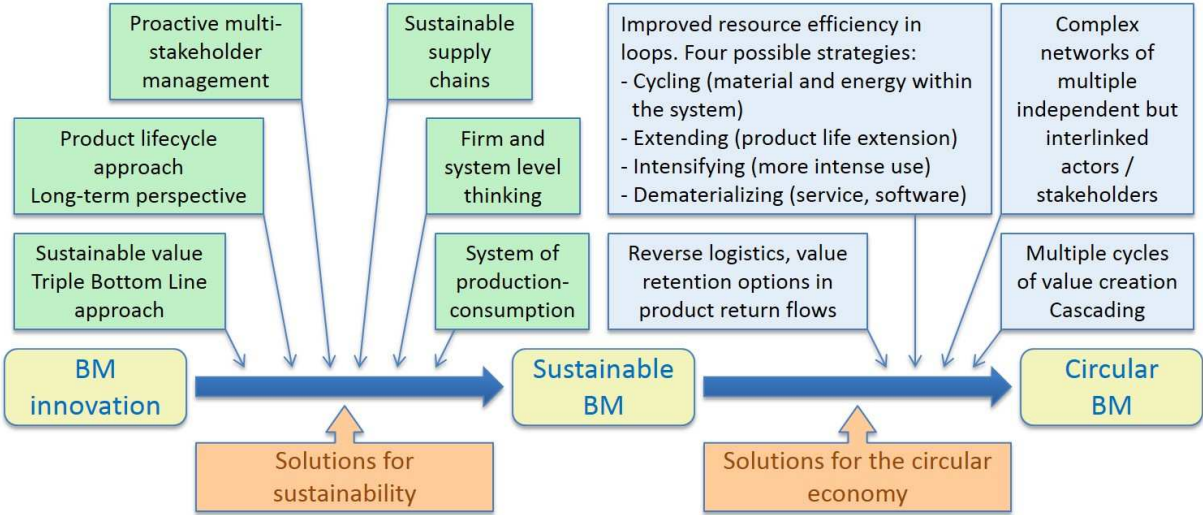 Proactive multi-
stakeholder
management
Sustainable
supply
chains
Improved resource efficiency in
loops. Four possible strategies:
- Cycling (material and energy within
the system)
- Extending (product life extension)
- Intensifying (more intense use)
- Dematerializing (service, software)
Complex
networks of
multiple
independent but
interlinked
actors /
stakeholders
Product lifecycle
approach
Long-term perspective
Firm and
system level
thinking
Sustainable value
Triple Bottom Line
approach
System of
production-
consumption
Reverse logistics, value
retention options in
product return flows
Multiple cycles
of value creation
Cascading
BM
innovation
Sustainable
BM
Circular
BM
Solutions for
sustainability
Solutions for the circular
economy